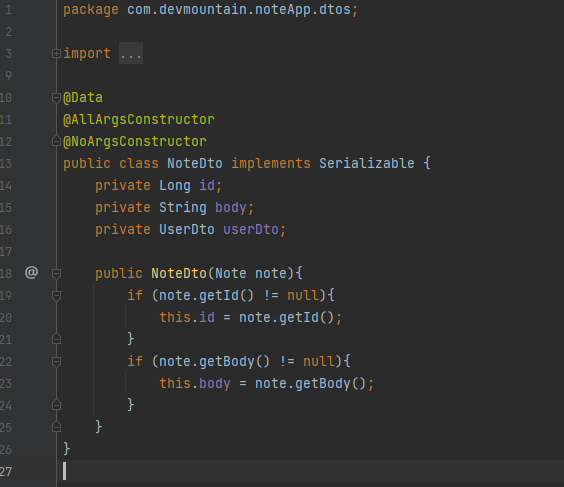 1 package com.devmountain.noteApp.dtos;
2
3 import ...
9
10 @Data
11 @AllArgsConstructor
12 @NoArgsConstructor
13 public class NoteDto implements Serializable {
14     private Long id;
15     private String body;
16     private UserDto userDto;
17
18 @     public NoteDto(Note note){
19         if (note.getId() != null){
20             this.id = note.getId();
21         }
22         if (note.getBody() != null){
23             this.body = note.getBody();
24         }
25     }
26 }
27